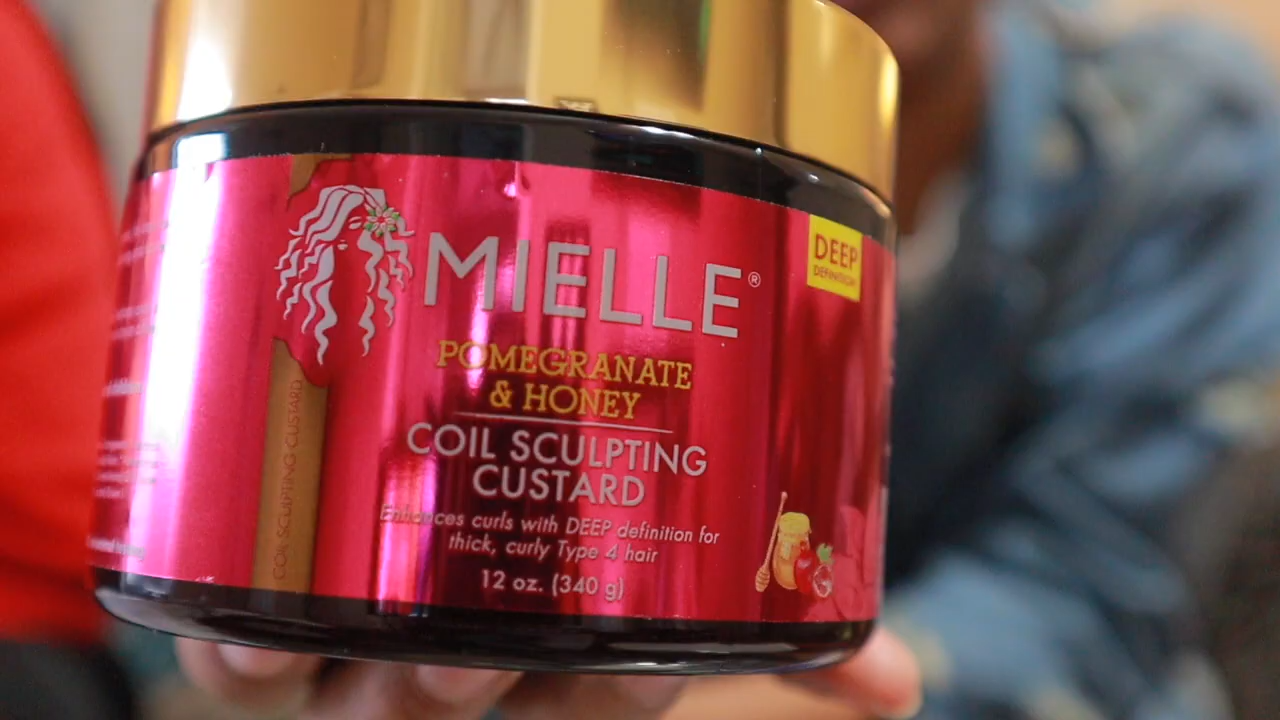 MIELLE®
DEEP
DEFINITION
POMEGRANATE
& HONEY
COIL SCULPTING
CUSTARD
Enhances curls with DEEP definition for
thick, curly Type 4 hair
12 oz. (340 g)
COIL SCULPTING CUSTARD